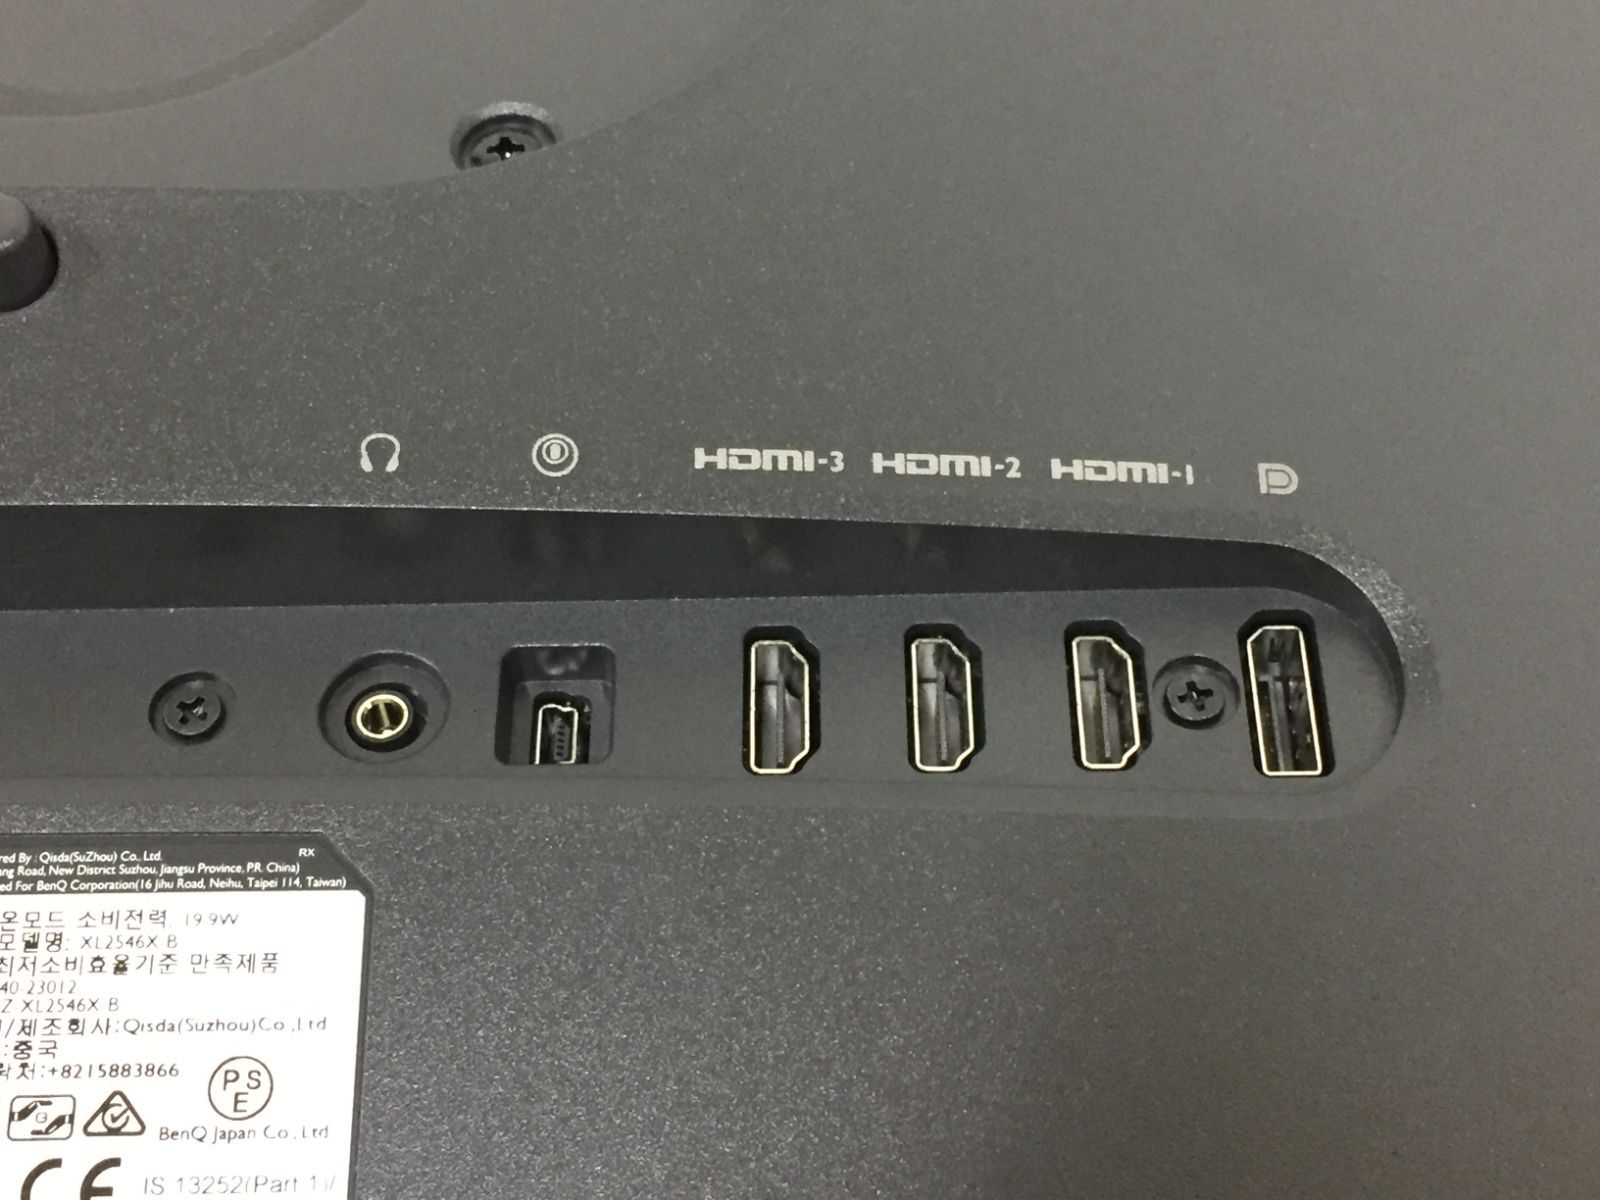 HDMI-3 HDMI-2 HDMI-1
red By : Qisda(SuZhou) Co., Ltd. RX
ng Road, New District Suzhou, Jiangsu Province, P.R. China)
ed For BenQ Corporation(16 Jihu Road, Neihu, Taipei 114, Taiwan)
온모드 소비전력, 19.9W
모델명: XL2546X-B
최저소비효율기준 만족제품
40-23012
Z-XL2546X-B
/제조회사:Qisda(Suzhou)Co.,Ltd
:중국
락처:+8215883866
PSE
BenQ Japan Co., Ltd
CE IS 13252(Part 1)/